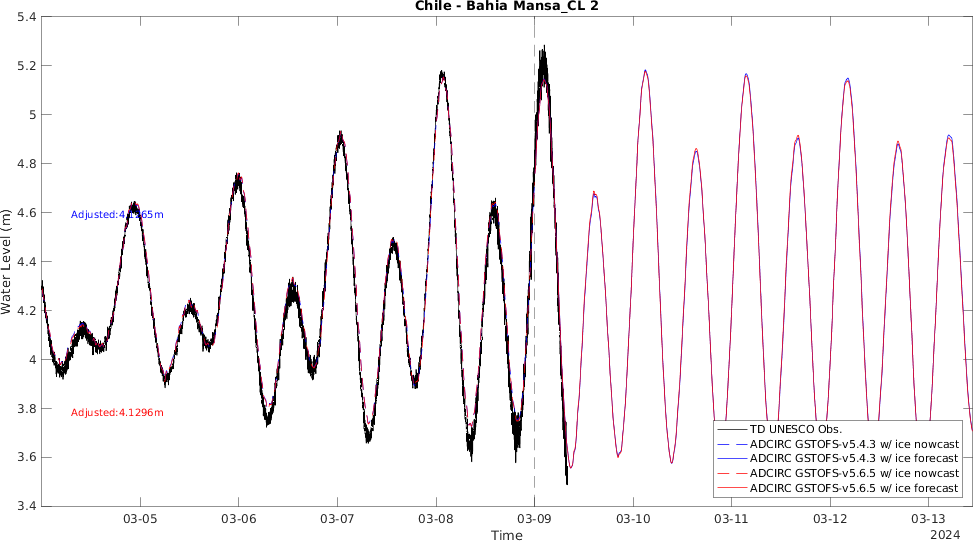 Chile - Bahia Mansa_CL 2
5.4
5.2
5
4.8
4.6
4.4
4.2
4
3.8
3.6
3.4
Water Level (m)
Adjusted:4.1265m
Adjusted:4.1296m
TD UNESCO Obs.
ADCIRC GSTOFS-v5.4.3 w/ ice nowcast
ADCIRC GSTOFS-v5.4.3 w/ ice forecast
ADCIRC GSTOFS-v5.6.5 w/ ice nowcast
ADCIRC GSTOFS-v5.6.5 w/ ice forecast
03-05 03-06 03-07 03-08 03-09 03-10 03-11 03-12 03-13
Time
2024